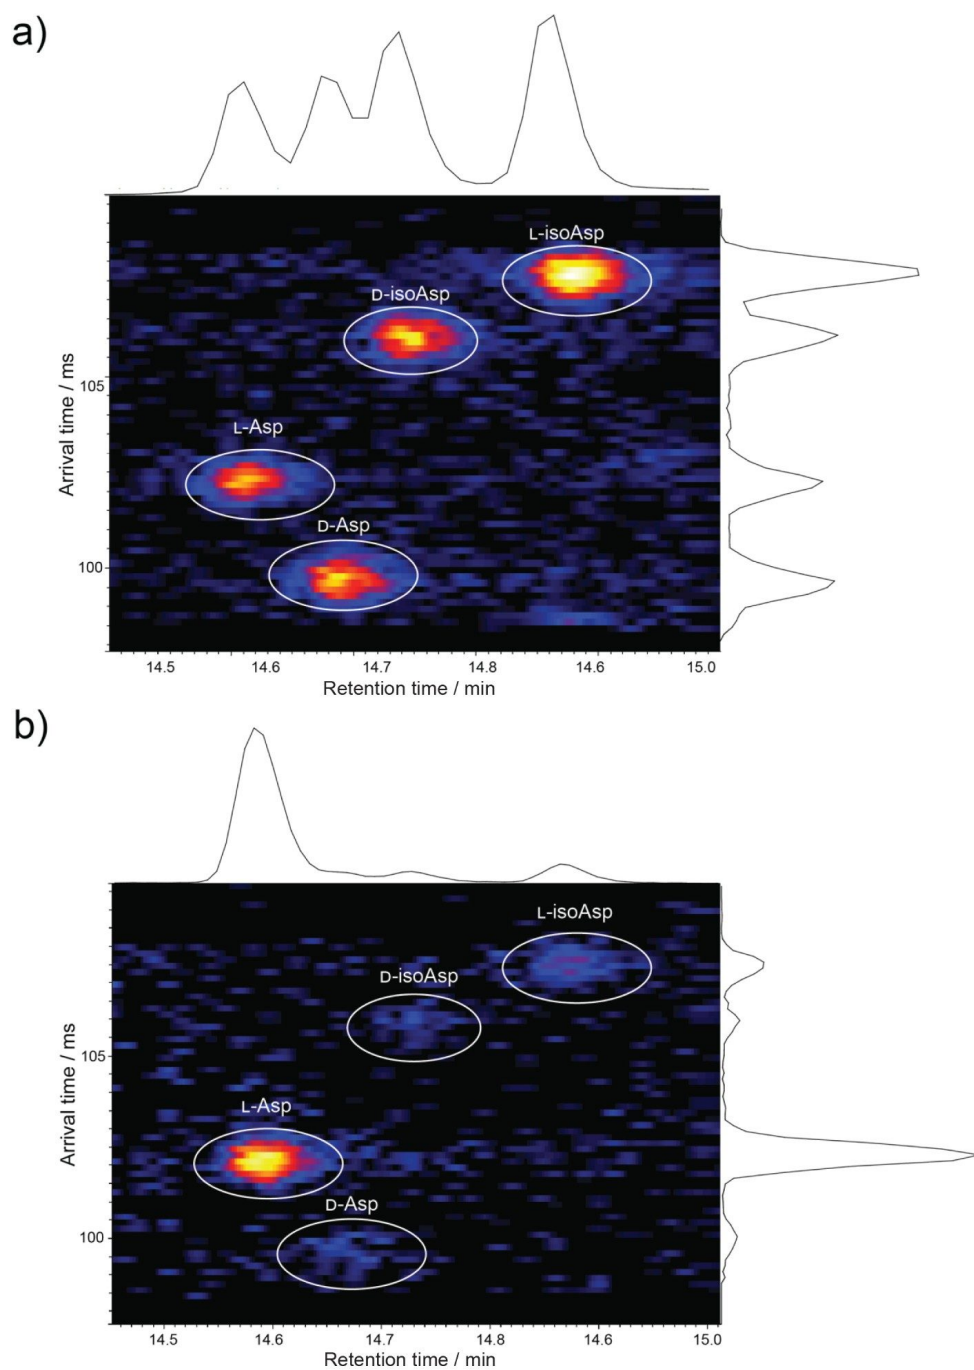 a)
L-isoAsp
D-isoAsp
L-Asp
D-Asp
105
100
Arrival time / ms
14.5 14.6 14.7 14.8 14.6 15.0
Retention time / min
b)
L-isoAsp
D-isoAsp
L-Asp
D-Asp
105
100
Arrival time / ms
14.5 14.6 14.7 14.8 14.6 15.0
Retention time / min